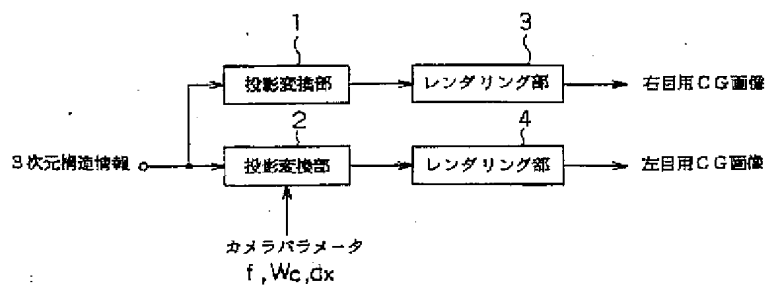 1
3
投影変換部
レンダリング部
右目用CG画像
2
4
3次元構造情報
投影変換部
レンダリング部
左目用CG画像
カメラパラメータ
f,Wc,dx